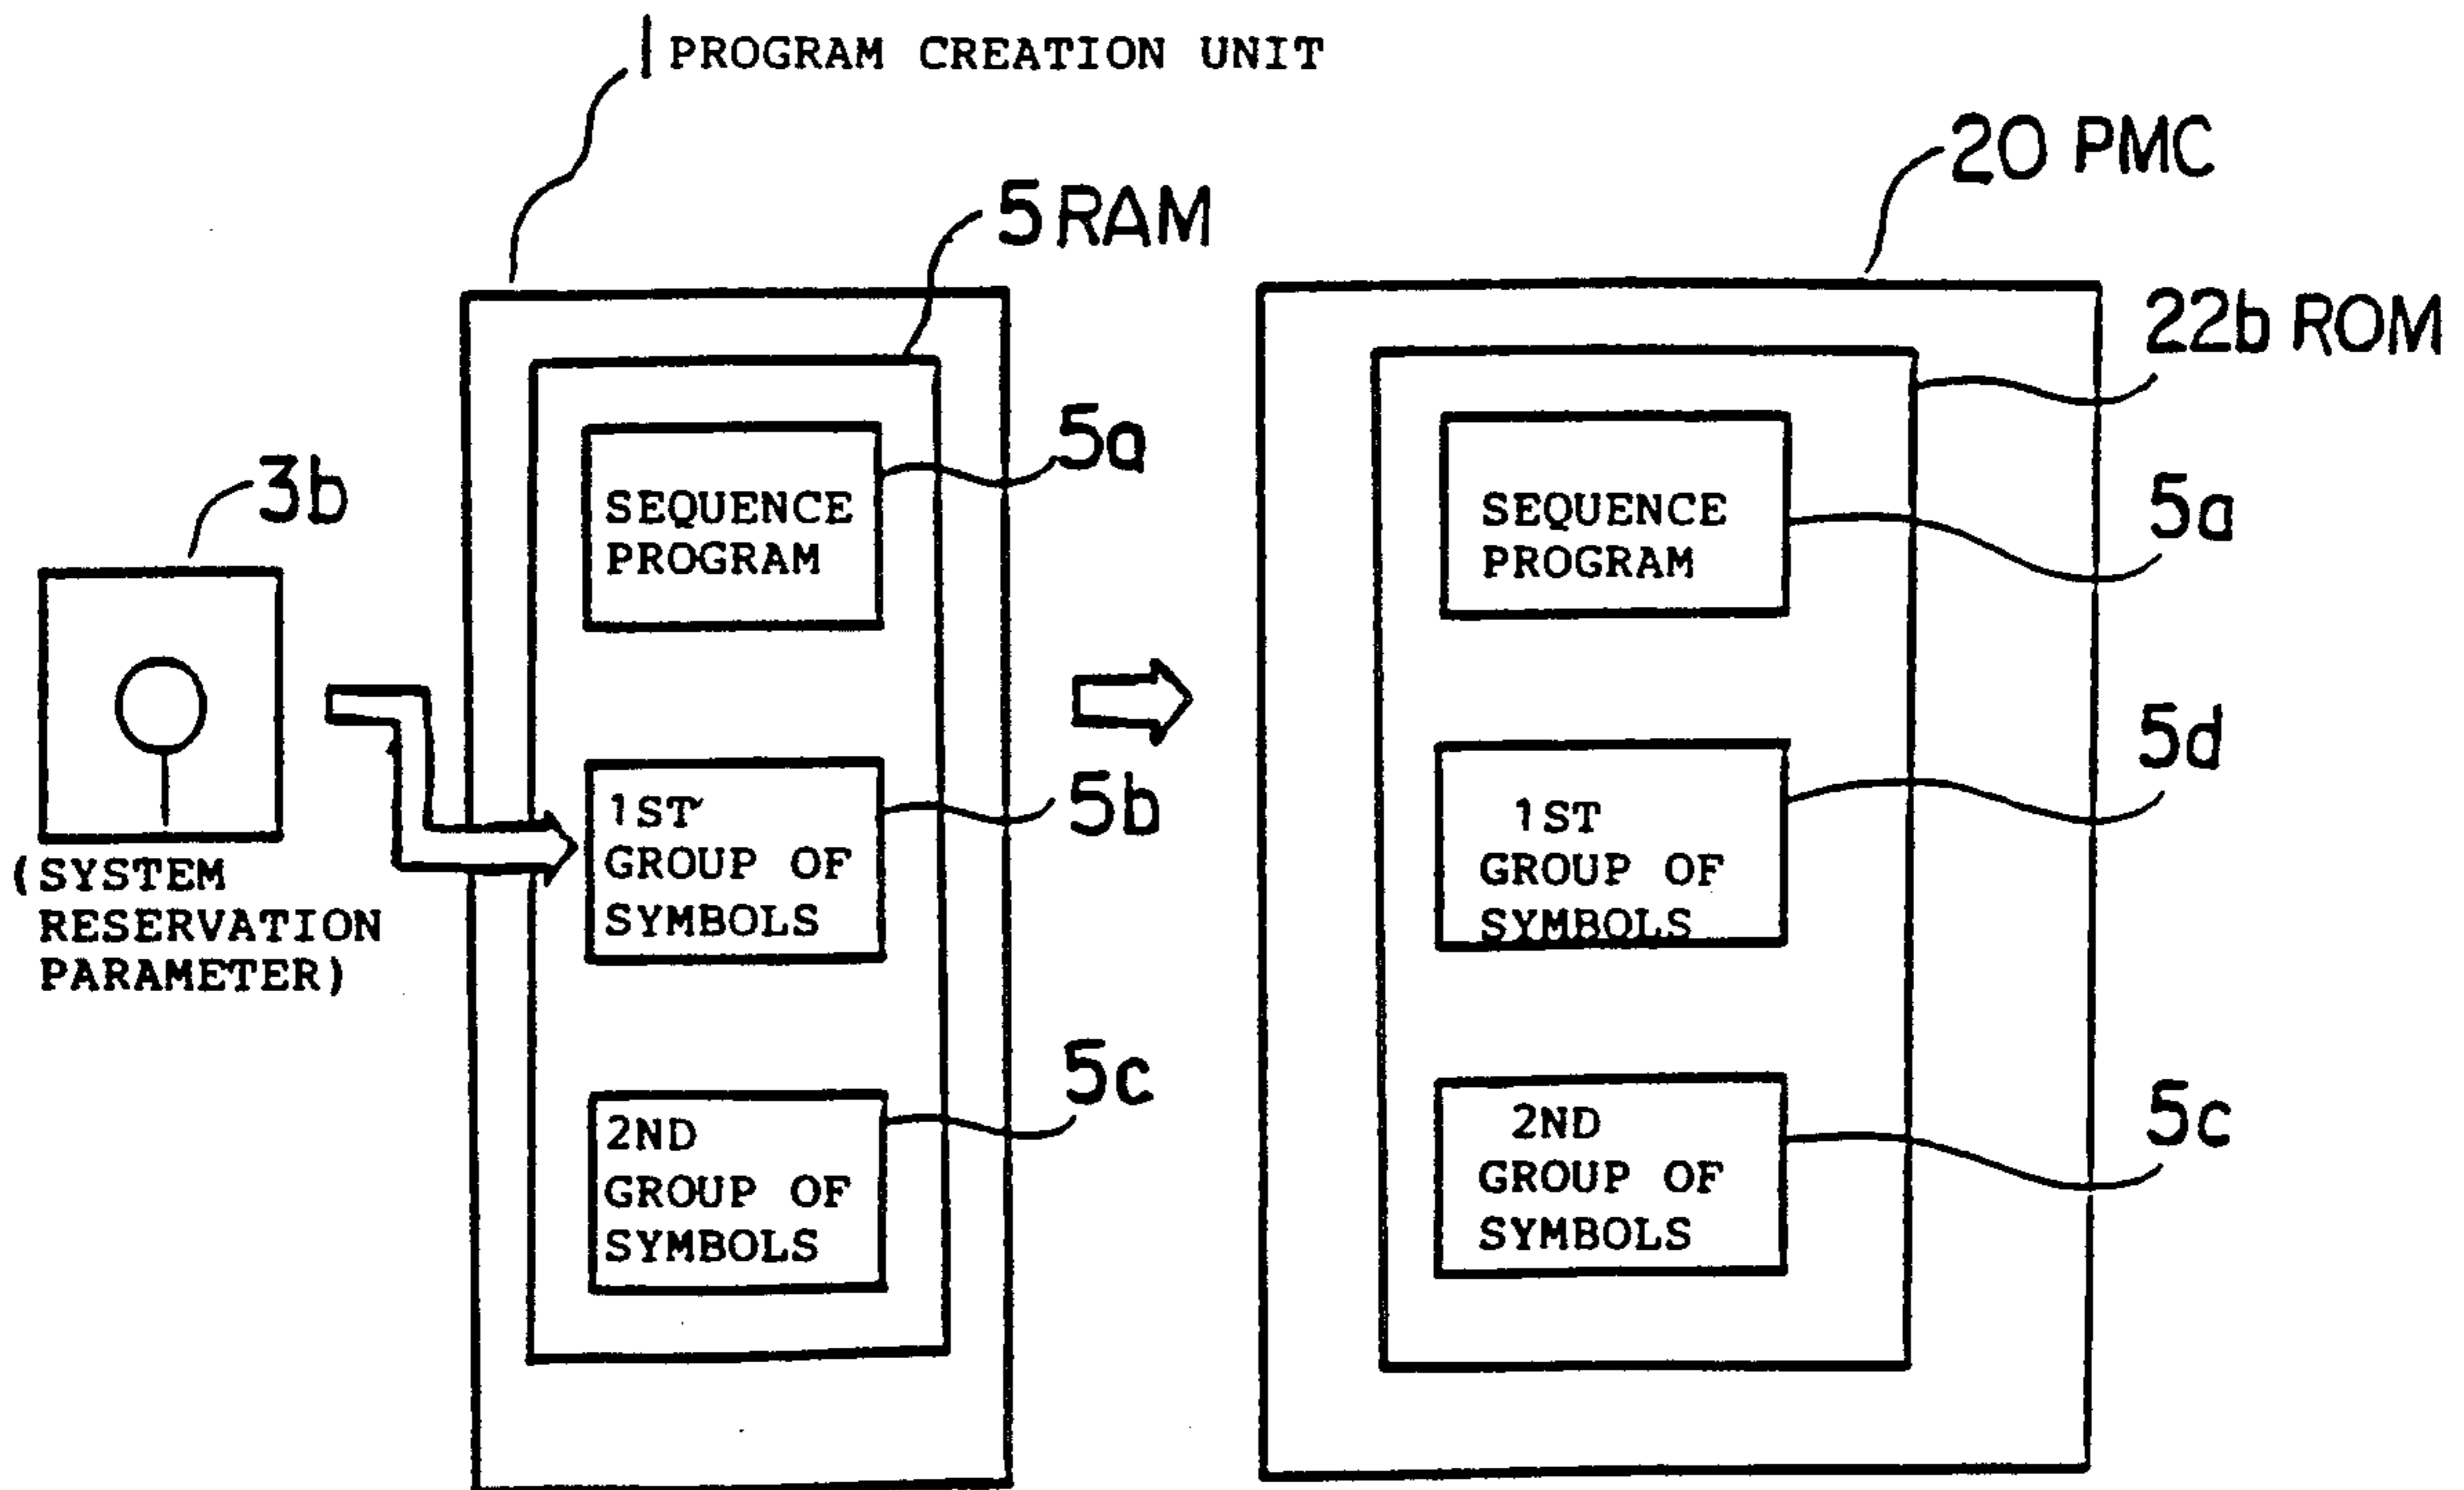 1 PROGRAM CREATION UNIT
20 PMC
5 RAM
22b ROM
5a
3b
SEQUENCE
PROGRAM
SEQUENCE
PROGRAM
5a
5d
5b
1ST
GROUP OF
SYMBOLS
1ST
GROUP OF
SYMBOLS
(SYSTEM
RESERVATION
PARAMETER)
5c
5c
2ND
GROUP OF
SYMBOLS
2ND
GROUP OF
SYMBOLS